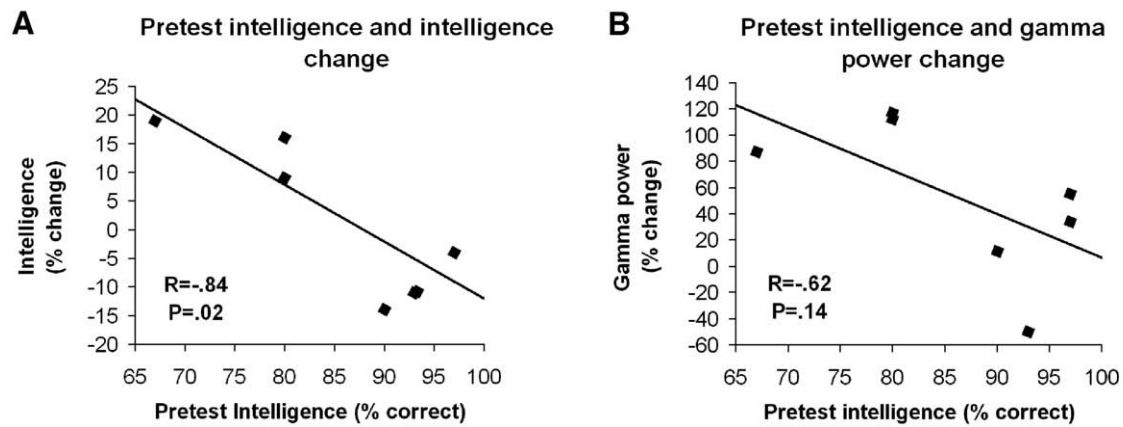 A
Pretest intelligence and intelligence
change
25
20
15
10
5
0
-5
-10
-15
-20
Intelligence
(% change)
R=-.84
P=.02
65 70 75 80 85 90 95 100
Pretest Intelligence (% correct)
B
Pretest intelligence and gamma
power change
140
120
100
80
60
40
20
0
-20
-40
-60
Gamma power
(% change)
R=-.62
P=.14
65 70 75 80 85 90 95 100
Pretest intelligence (% correct)